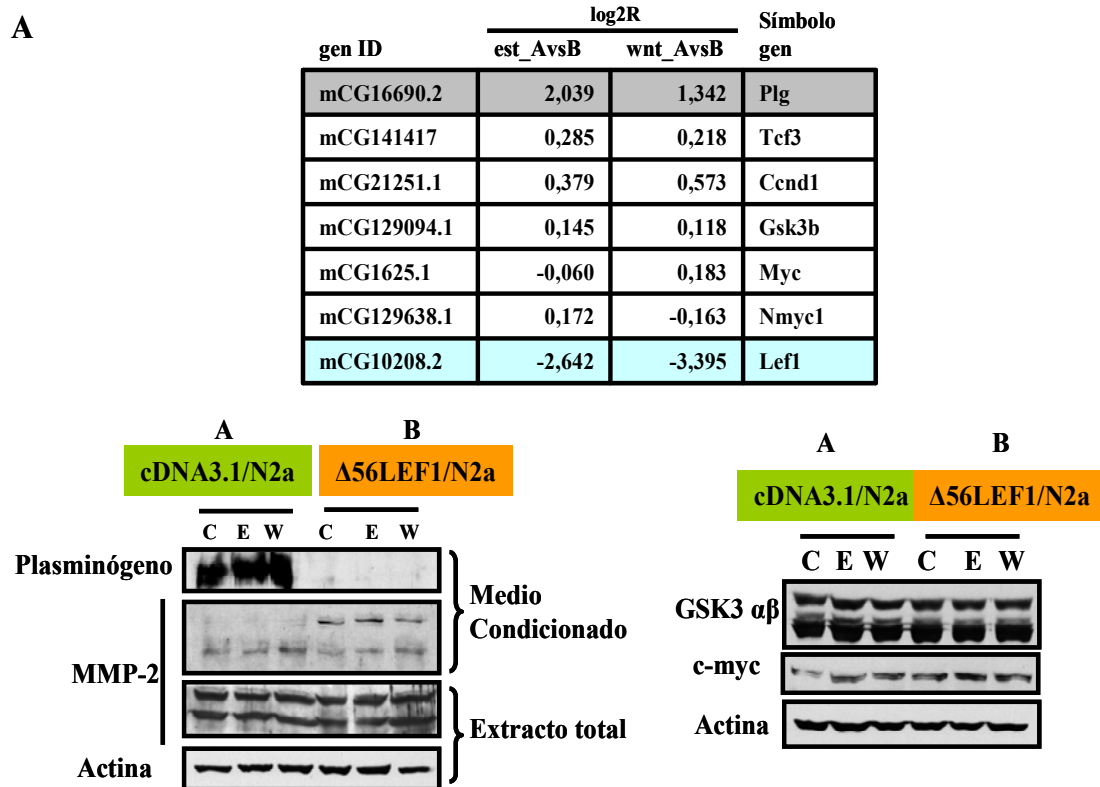 A
log2R
gen ID est_AvsB wnt_AvsB Símbolo gen
mCG16690.2 2,039 1,342 Plg
mCG141417 0,285 0,218 Tcf3
mCG21251.1 0,379 0,573 Ccnd1
mCG129094.1 0,145 0,118 Gsk3b
mCG1625.1 -0,060 0,183 Myc
mCG129638.1 0,172 -0,163 Nmyc1
mCG10208.2 -2,642 -3,395 Lef1
A B
cDNA3.1/N2a Δ56LEF1/N2a
C E W C E W
Plasminógeno
MMP-2
Actina
Medio
Condicionado
Extracto total
A B
cDNA3.1/N2a Δ56LEF1/N2a
C E W C E W
GSK3 αβ
c-myc
Actina